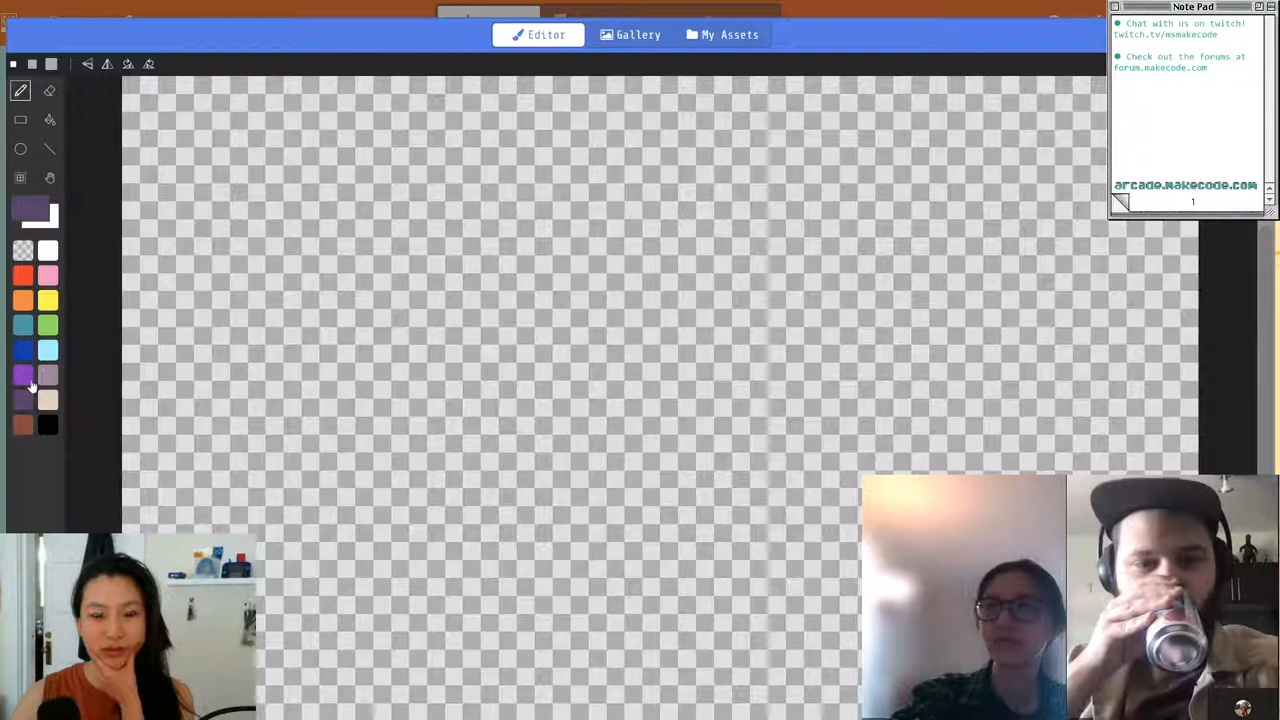 Note Pad
Editor
Gallery
My Assets
● Chat with us on twitch!
twitch.tv/msmakecode
● Check out the forums at
forum.makecode.com
arcade.makecode.com
1